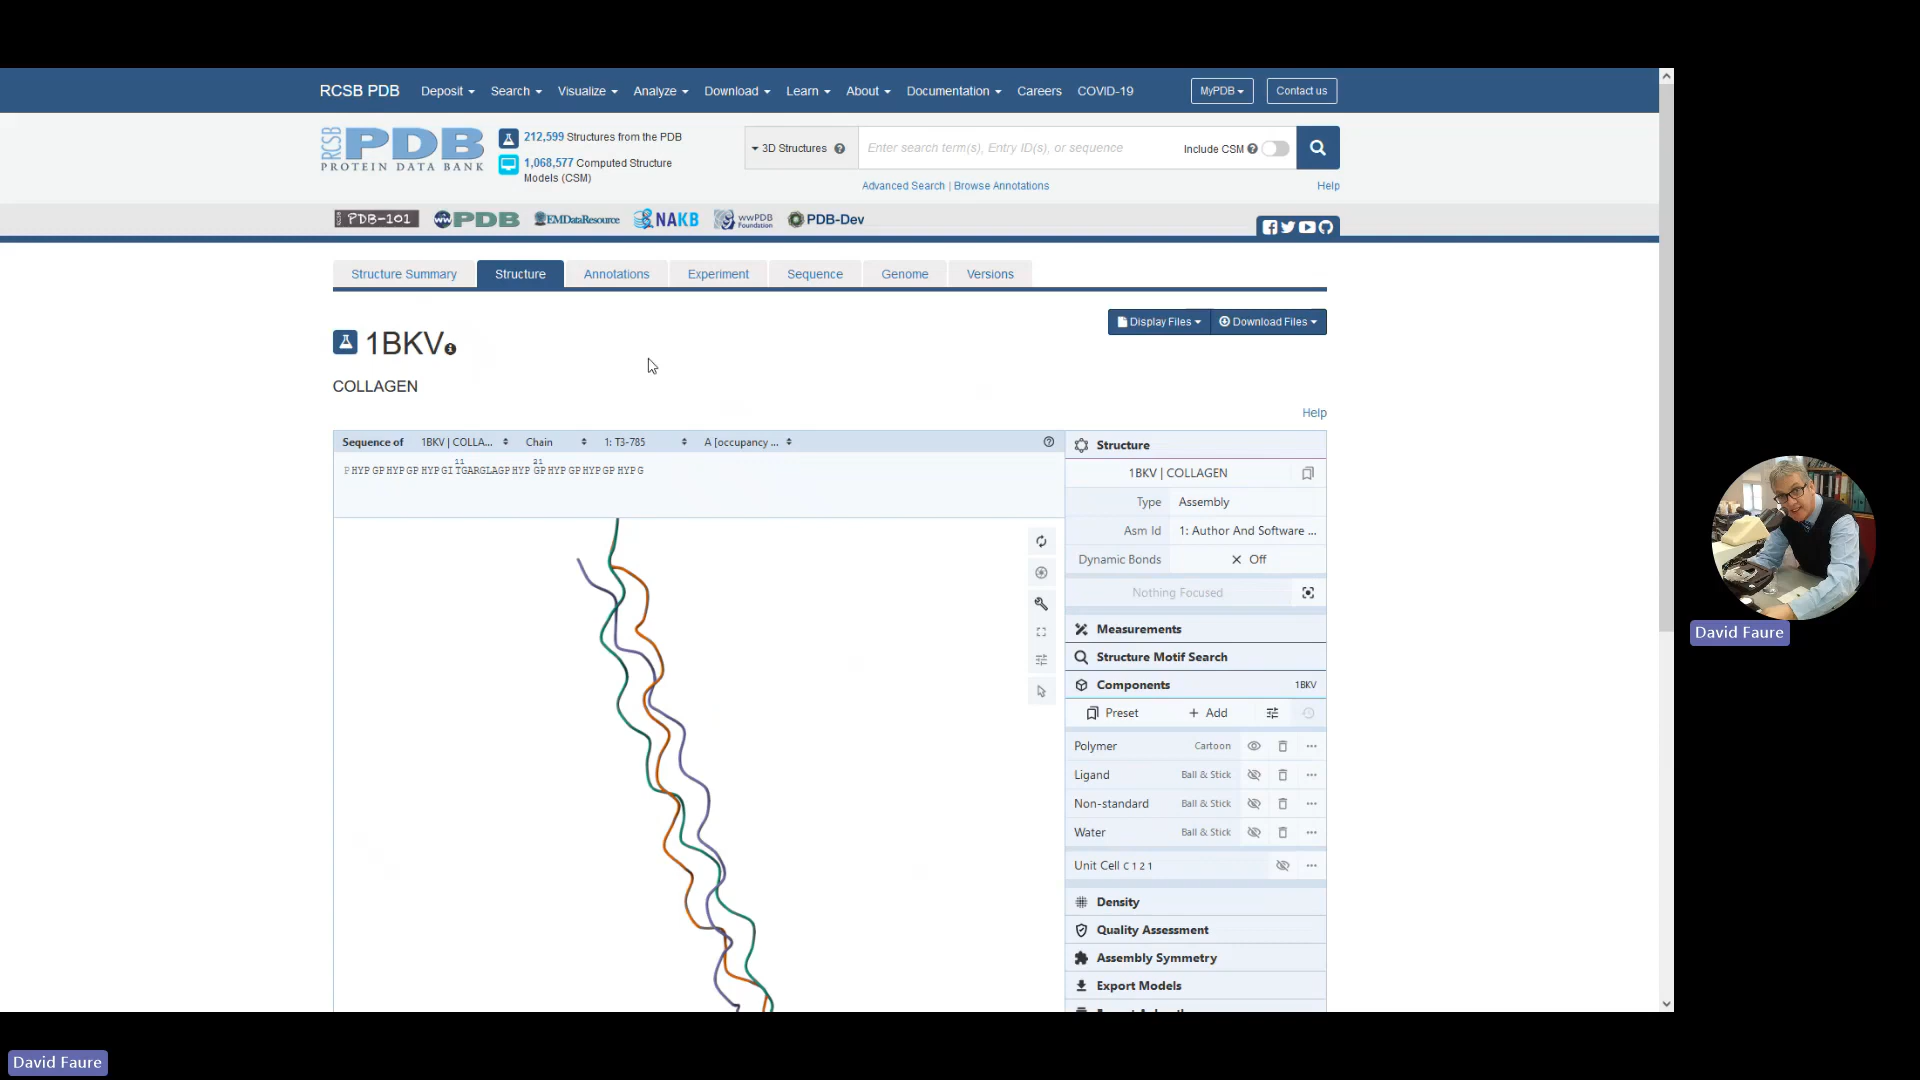 RCSB PDB Deposit Search Visualize Analyze Download Learn About Documentation Careers COVID-19 MyPDB Contact us
RCSB PDB
PROTEIN DATA BANK
212,599 Structures from the PDB
1,068,577 Computed Structure
Models (CSM)
3D Structures Enter search term(s), Entry ID(s), or sequence Include CSM
Advanced Search | Browse Annotations Help
PDB-101 wwPDB EMDataResource NAKB wwPDB Foundation PDB-Dev
Structure Summary Structure Annotations Experiment Sequence Genome Versions
Display Files Download Files
1BKV
COLLAGEN
Help
Sequence of 1BKV | COLLA... Chain 1: T3-785 A [occupancy ...
11 21
PHYPGPHYPGPHYPGITGARGLAGPHYPGPHYPGPHYPGPHYPG
Structure
1BKV | COLLAGEN
Type Assembly
Asm Id 1: Author And Software ...
Dynamic Bonds Off
Nothing Focused
Measurements
Structure Motif Search
Components 1BKV
Preset + Add
Polymer Cartoon
Ligand Ball & Stick
Non-standard Ball & Stick
Water Ball & Stick
Unit Cell C 1 2 1
Density
Quality Assessment
Assembly Symmetry
Export Models
David Faure
David Faure